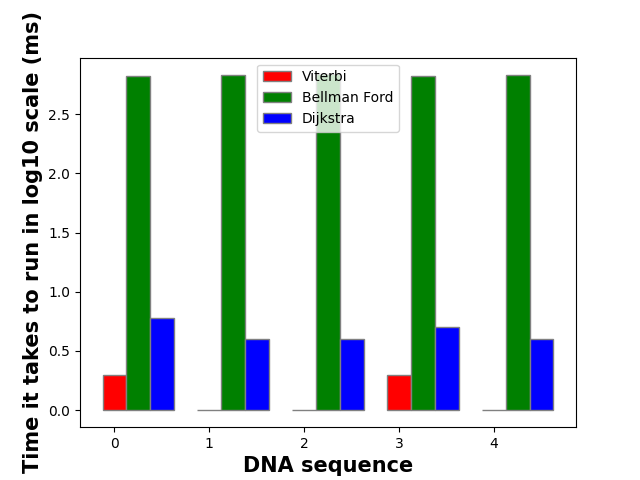 Time it takes to run in log10 scale (ms)
2.5
2.0
1.5
1.0
0.5
0.0
Viterbi
Bellman Ford
Dijkstra
0 1 2 3 4
DNA sequence